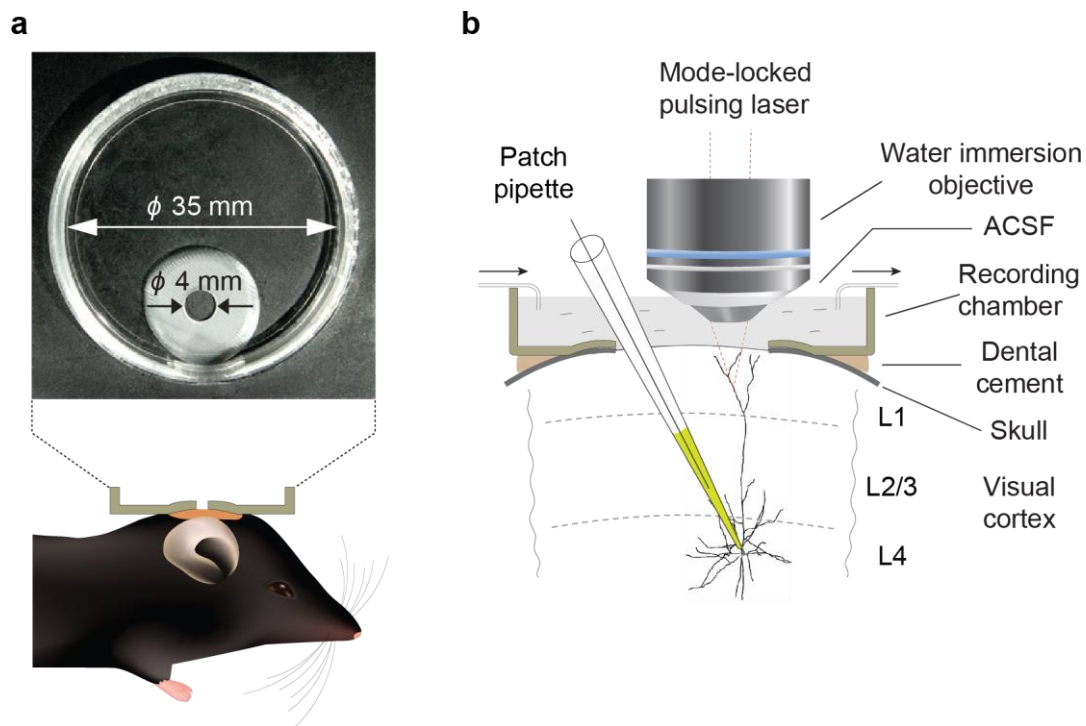 a
ϕ 35 mm
ϕ 4 mm
b
Mode-locked
pulsing laser
Patch
pipette
Water immersion
objective
ACSF
Recording
chamber
Dental
cement
Skull
L1
L2/3
Visual
cortex
L4